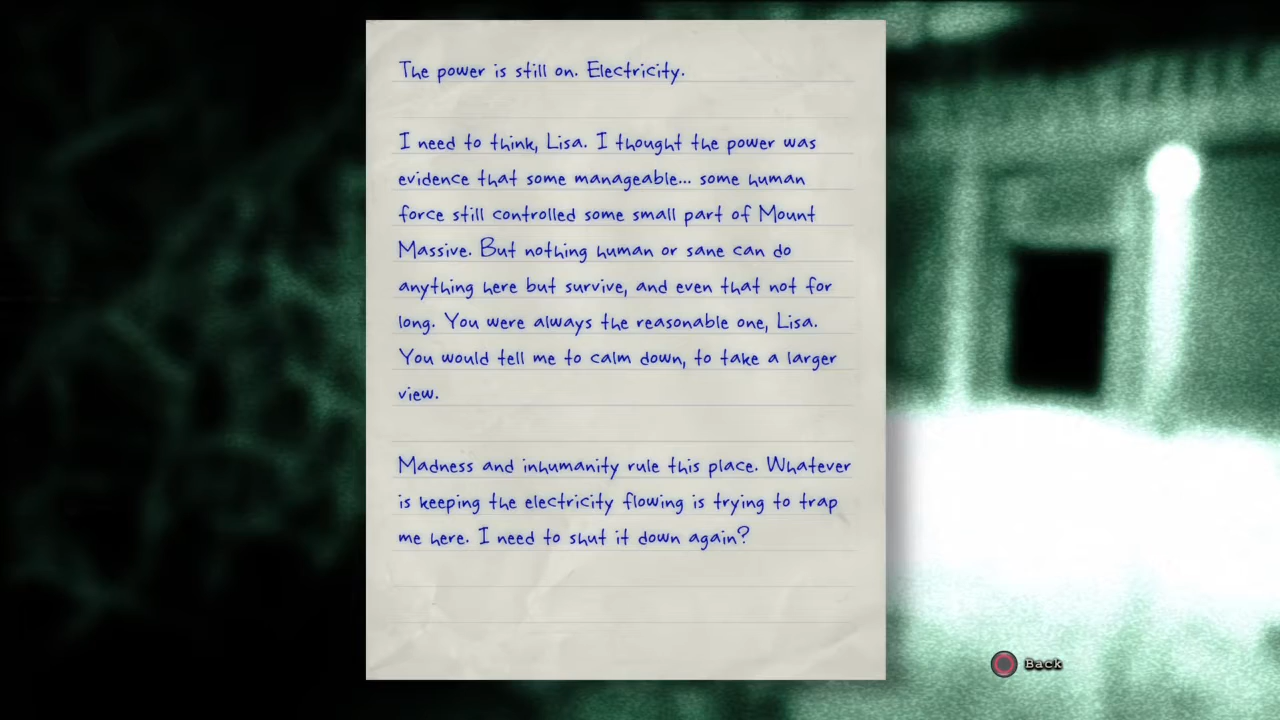 The power is still on. Electricity.
I need to think, Lisa. I thought the power was
evidence that some manageable... some human
force still controlled some small part of Mount
Massive. But nothing human or sane can do
anything here but survive, and even that not for
long. You were always the reasonable one, Lisa.
You would tell me to calm down, to take a larger
view.
Madness and inhumanity rule this place. Whatever
is keeping the electricity flowing is trying to trap
me here. I need to shut it down again?
Back